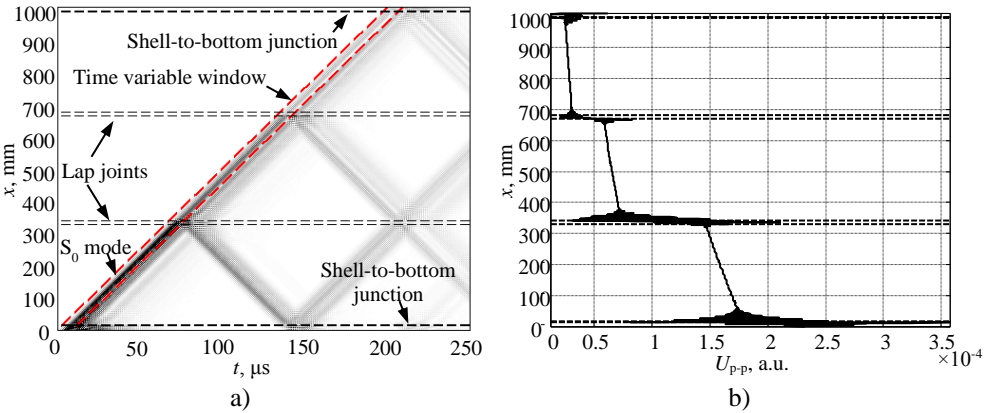 1000
900
800
700
600
500
400
300
200
100
0
x, mm
Shell-to-bottom
junction
Time variable window
Lap joints
S0 mode
Shell-to-bottom
junction
0 50 100 150 200 250
t, μs
a)
1000
900
800
700
600
500
400
300
200
100
0
x, mm
0 0.5 1 1.5 2 2.5 3 3.5
Up-p, a.u.
×10-4
b)